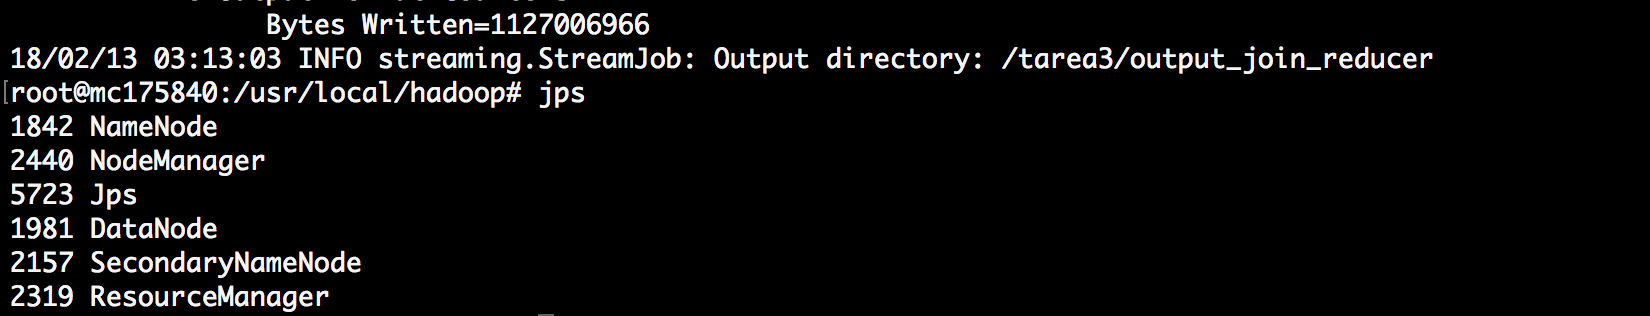 Bytes Written=1127006966
18/02/13 03:13:03 INFO streaming.StreamJob: Output directory: /tarea3/output_join_reducer
[root@mc175840:/usr/local/hadoop# jps
1842 NameNode
2440 NodeManager
5723 Jps
1981 DataNode
2157 SecondaryNameNode
2319 ResourceManager